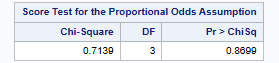 Score Test for the Proportional Odds Assumption
Chi-Square DF Pr > ChiSq
0.7139 3 0.8699